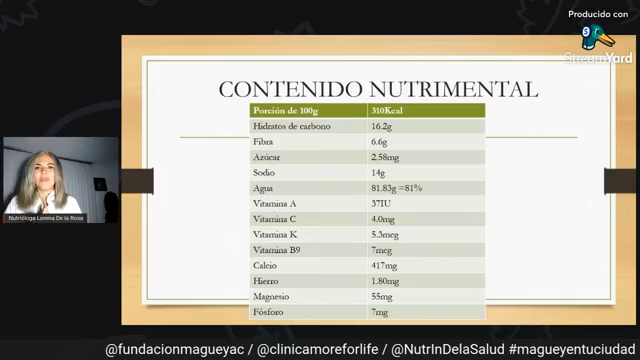 Producido con
StreamYard
CONTENIDO NUTRIMENTAL
Porción de 100g 310Kcal
Hidratos de carbono 16.2g
Fibra 6.6g
Azúcar 2.58mg
Sodio 14g
Agua 81.83g =81%
Vitamina A 37IU
Vitamina C 4.0mg
Vitamina K 5.3mcg
Vitamina B9 7mcg
Calcio 417mg
Hierro 1.80mg
Magnesio 55mg
Fósforo 7mg
Nutrióloga Lorena De la Rosa
@fundacionmagueyac / @clinicamoreforlife / @NutrInDelaSalud #magueyentuciudad